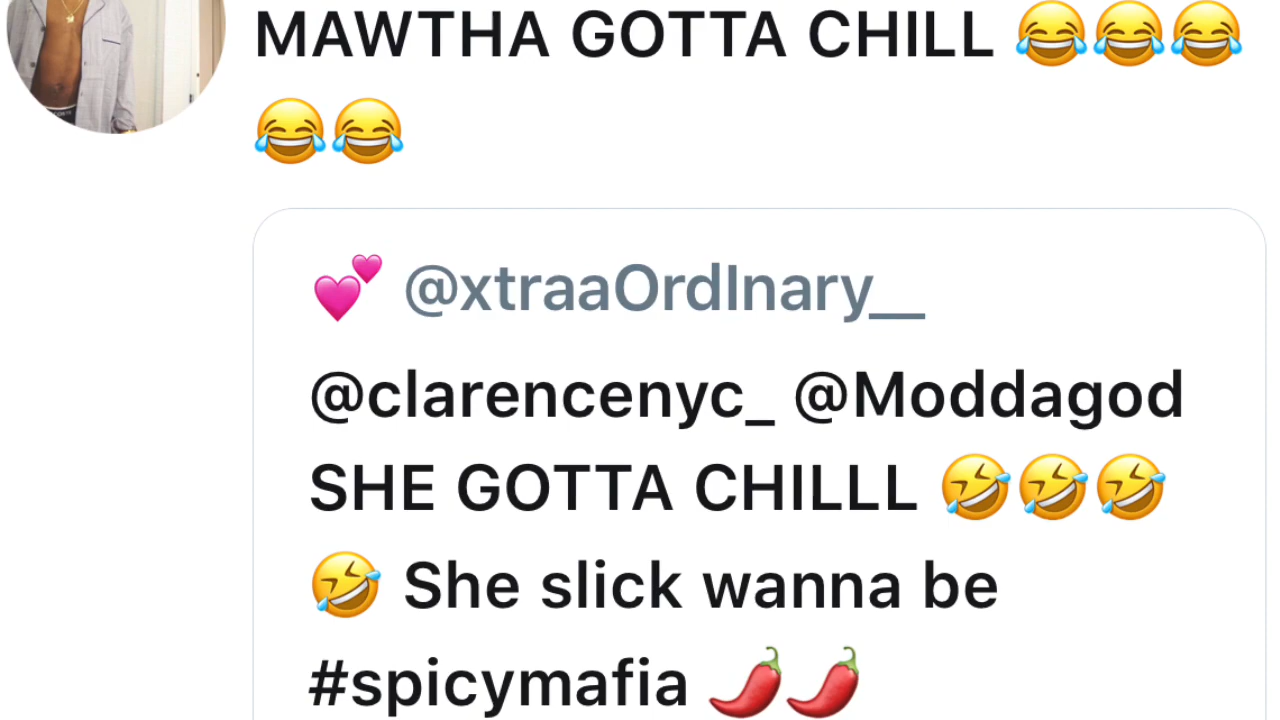 MAWTHA GOTTA CHILL 😂😂😂
😂😂
💕 @xtraaOrdInary__
@clarencenyc_ @Moddagod
SHE GOTTA CHILLL 🤣🤣🤣
🤣 She slick wanna be
#spicymafia 🌶️🌶️